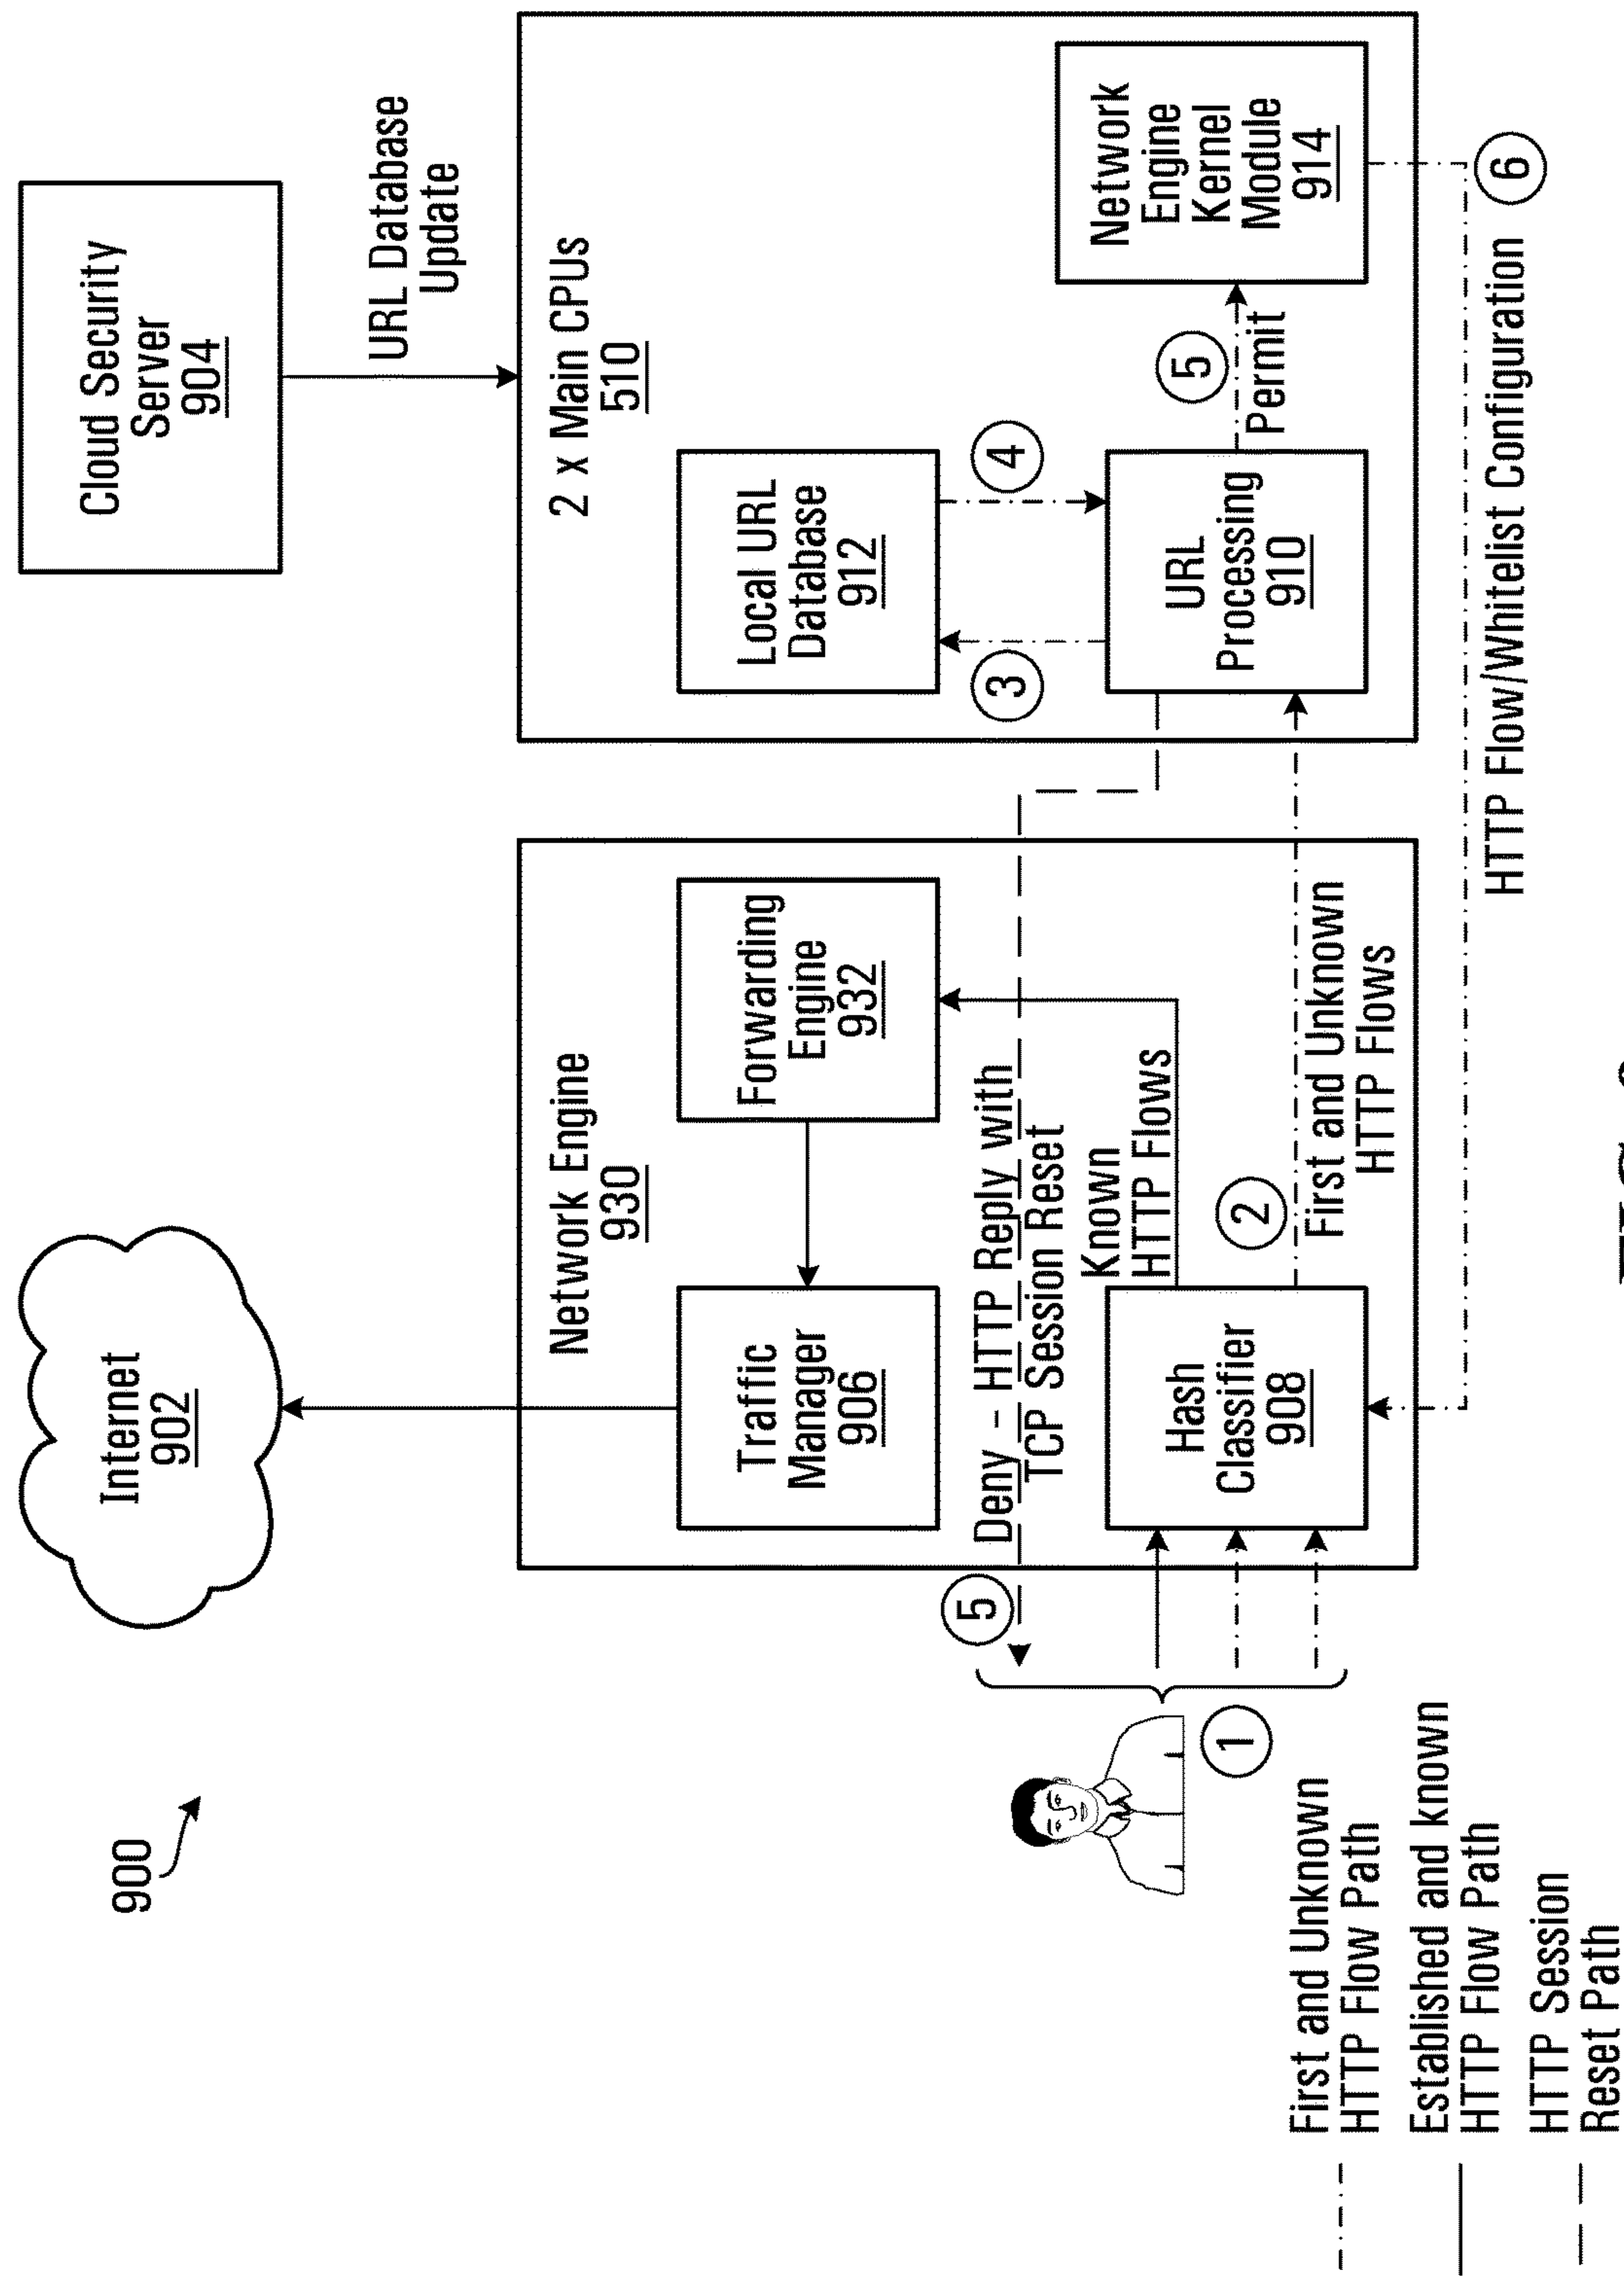 900
Internet
902
Cloud Security
Server
904
URL Database
Update
Network Engine
930
Traffic
Manager
906
Forwarding
Engine
932
2 x Main CPUs
510
Local URL
Database
912
5
Deny - HTTP Reply with
TCP Session Reset
3
4
Known
HTTP Flows
Hash
Classifier
908
2
First and Unknown
HTTP Flows
URL
Processing
910
5
Permit
Network
Engine
Kernel
Module
914
1
HTTP Flow/Whitelist Configuration
6
First and Unknown
HTTP Flow Path
Established and known
HTTP Flow Path
HTTP Session
Reset Path